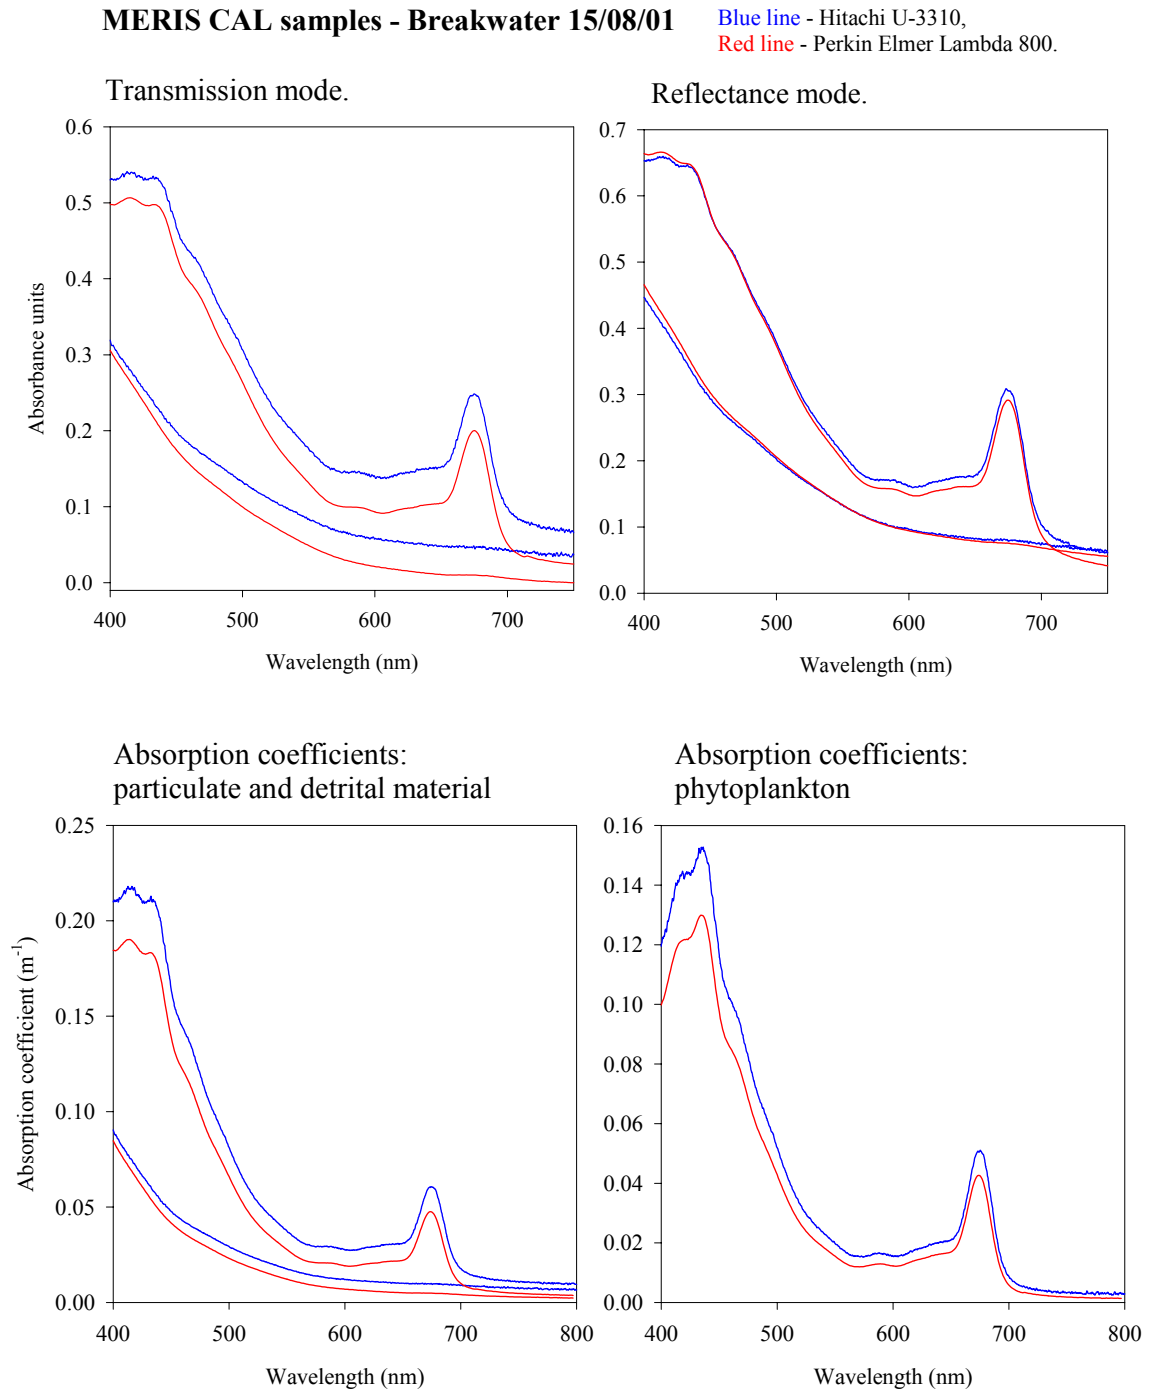 MERIS CAL samples - Breakwater 15/08/01
Blue line - Hitachi U-3310,
Red line - Perkin Elmer Lambda 800.
Transmission mode.
Absorbance units
0.6
0.5
0.4
0.3
0.2
0.1
0.0
400 500 600 700
Wavelength (nm)
Reflectance mode.
0.7
0.6
0.5
0.4
0.3
0.2
0.1
0.0
400 500 600 700
Wavelength (nm)
Absorption coefficients:
particulate and detrital material
Absorption coefficient (m-1)
0.25
0.20
0.15
0.10
0.05
0.00
400 500 600 700 800
Wavelength (nm)
Absorption coefficients:
phytoplankton
0.16
0.14
0.12
0.10
0.08
0.06
0.04
0.02
0.00
400 500 600 700 800
Wavelength (nm)